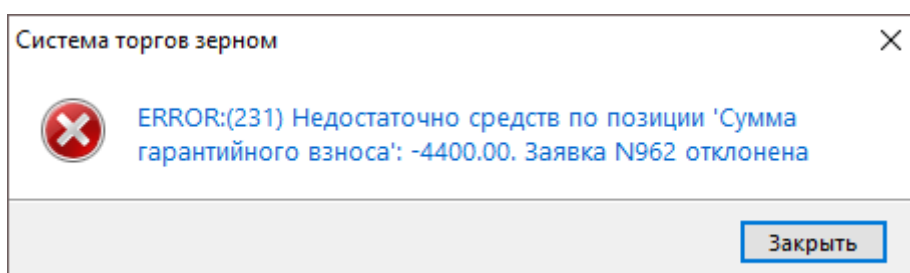 Система торгов зерном
ERROR:(231) Недостаточно средств по позиции 'Сумма
гарантийного взноса': -4400.00. Заявка N962 отклонена
Закрыть